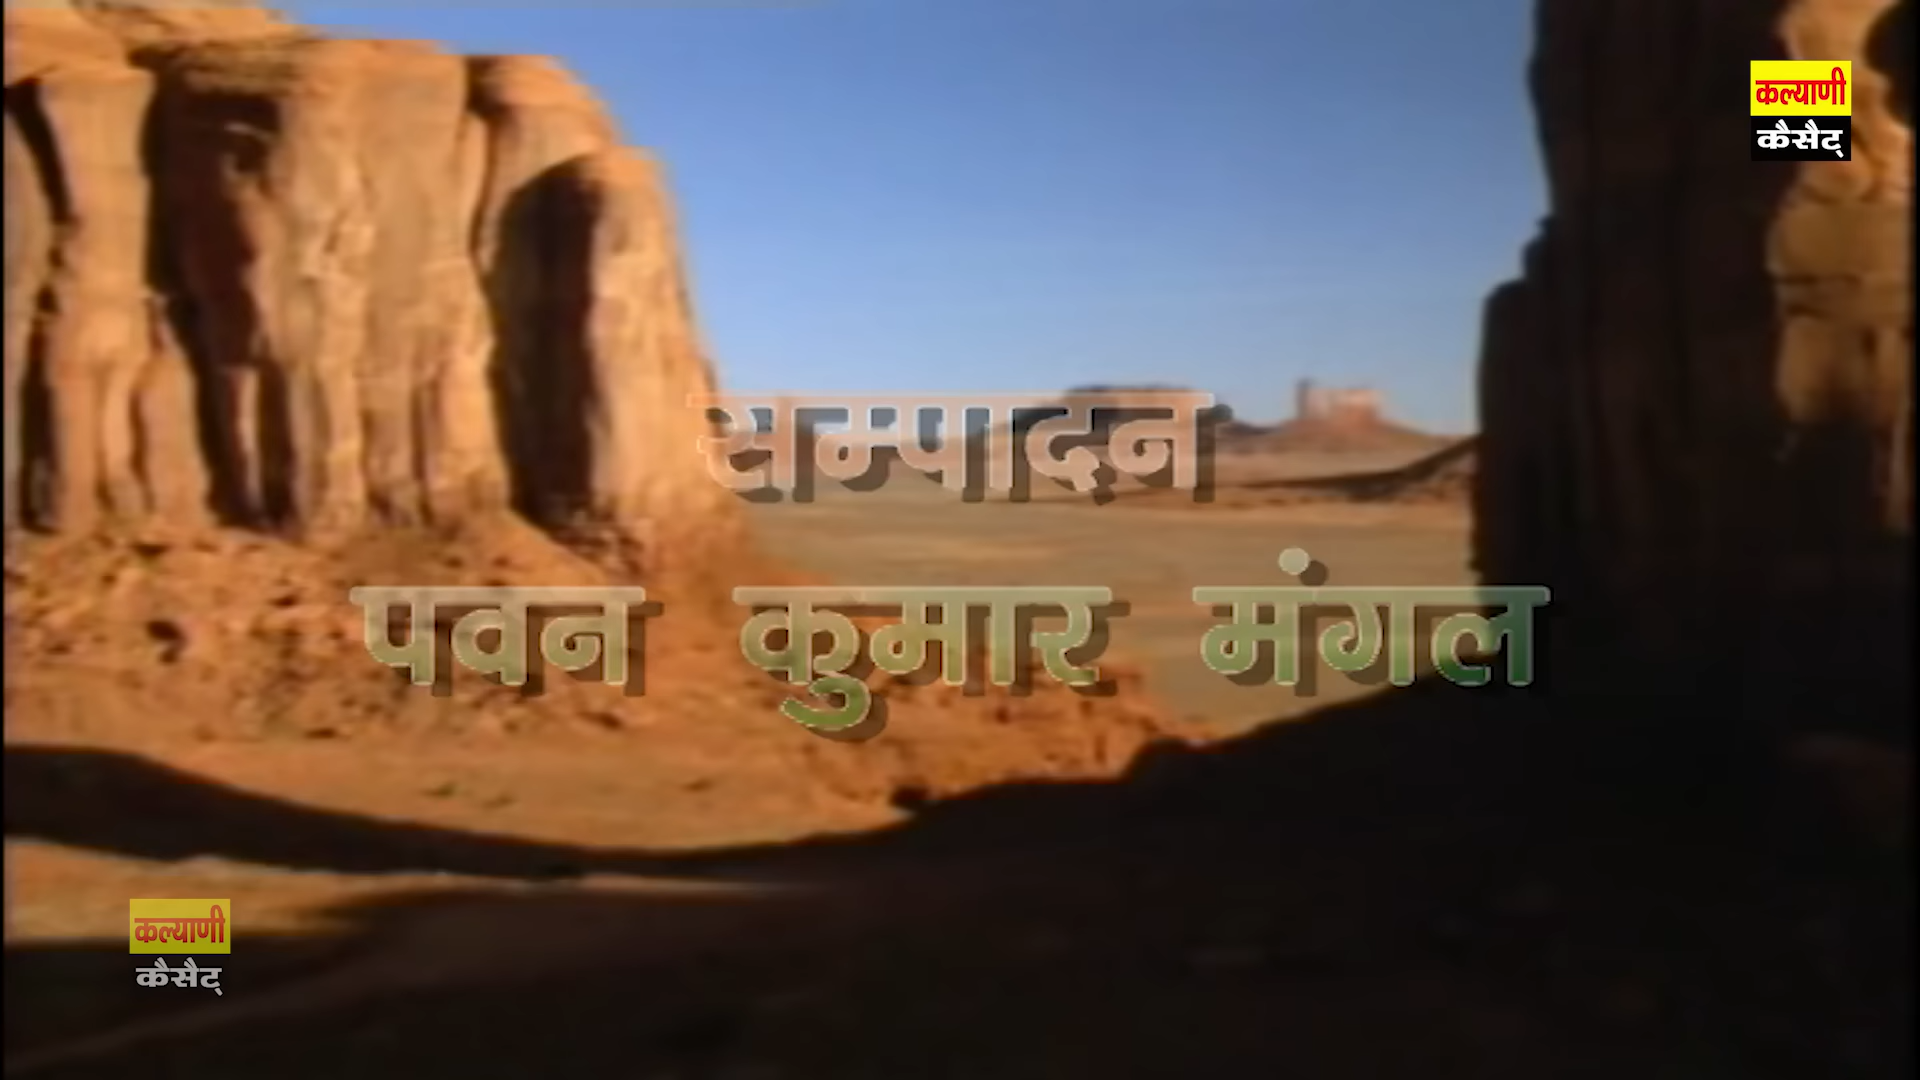 कल्याणी
कैसैट्
सम्पादन
पवन कुमार मंगल
कल्याणी
कैसैट्